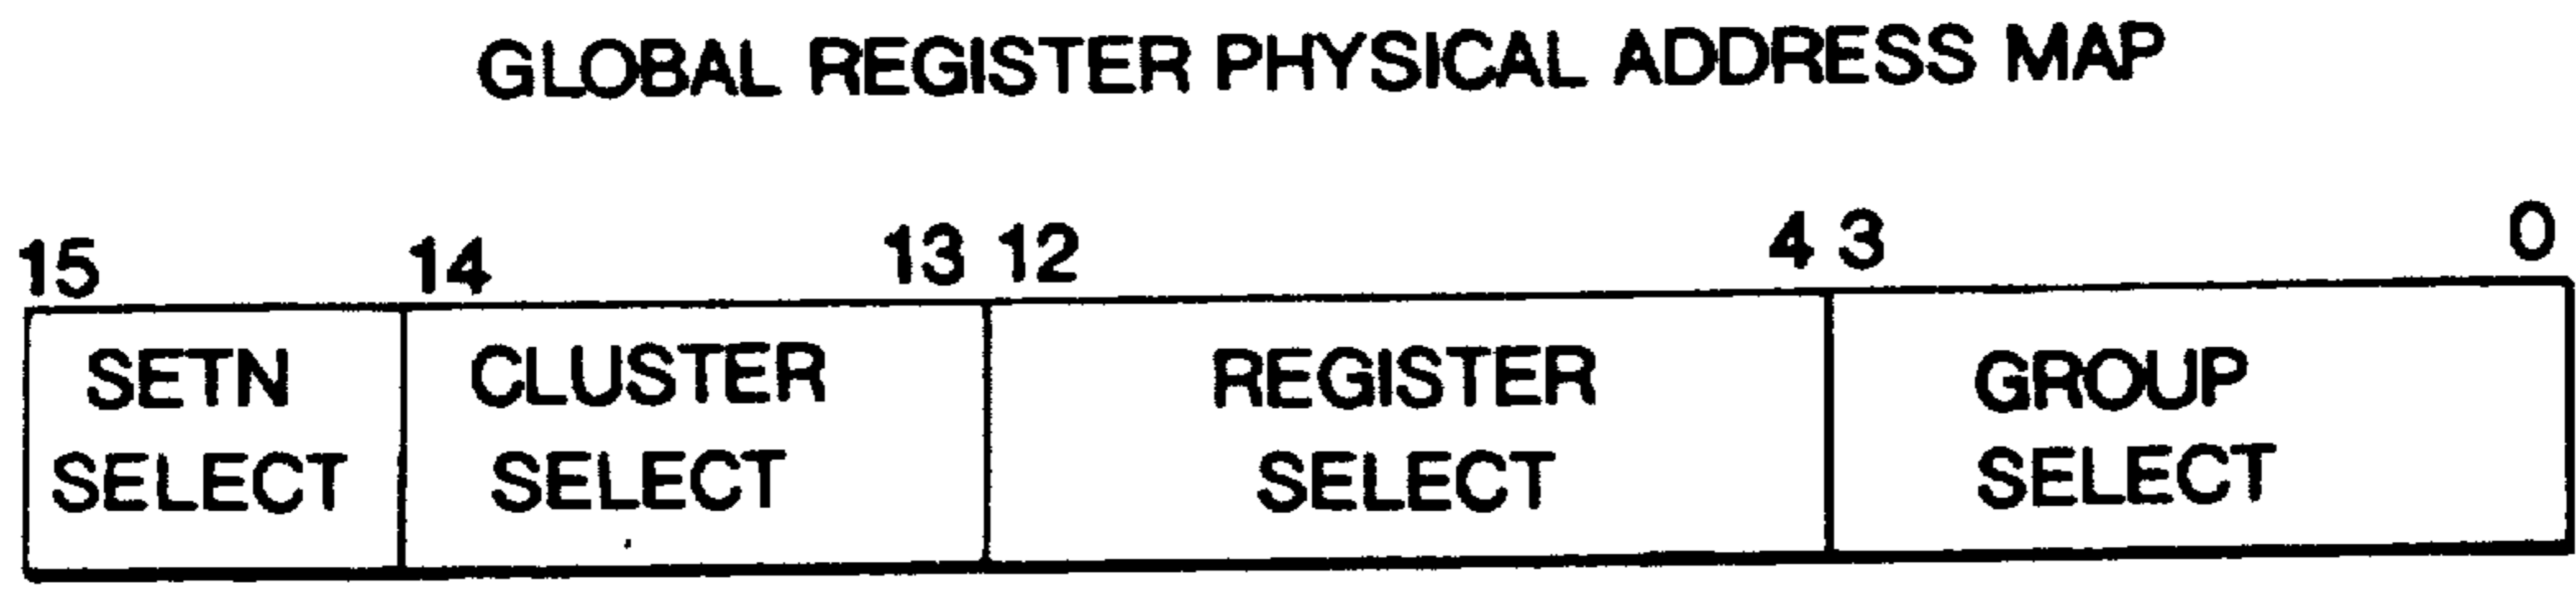 GLOBAL REGISTER PHYSICAL ADDRESS MAP
15 14 13 12 4 3 0
SETN CLUSTER REGISTER GROUP
SELECT SELECT SELECT SELECT